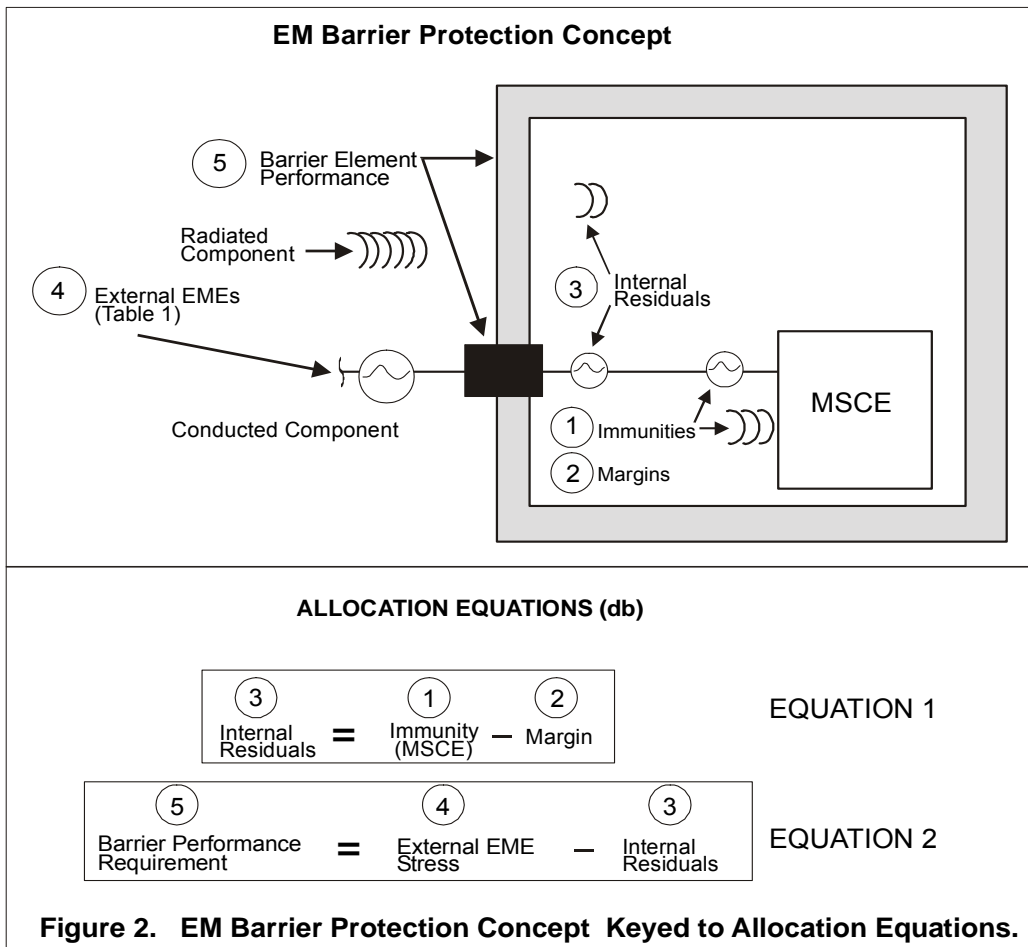 EM Barrier Protection Concept
5
Barrier Element
Performance
Radiated
Component
4
External EMEs
(Table 1)
Conducted Component
3
Internal
Residuals
1
Immunities
2
Margins
MSCE
ALLOCATION EQUATIONS (db)
3 1 2
Internal
Residuals = Immunity
(MSCE) – Margin
EQUATION 1
5 4 3
Barrier Performance
Requirement = External EME
Stress – Internal
Residuals
EQUATION 2
Figure 2. EM Barrier Protection Concept Keyed to Allocation Equations.